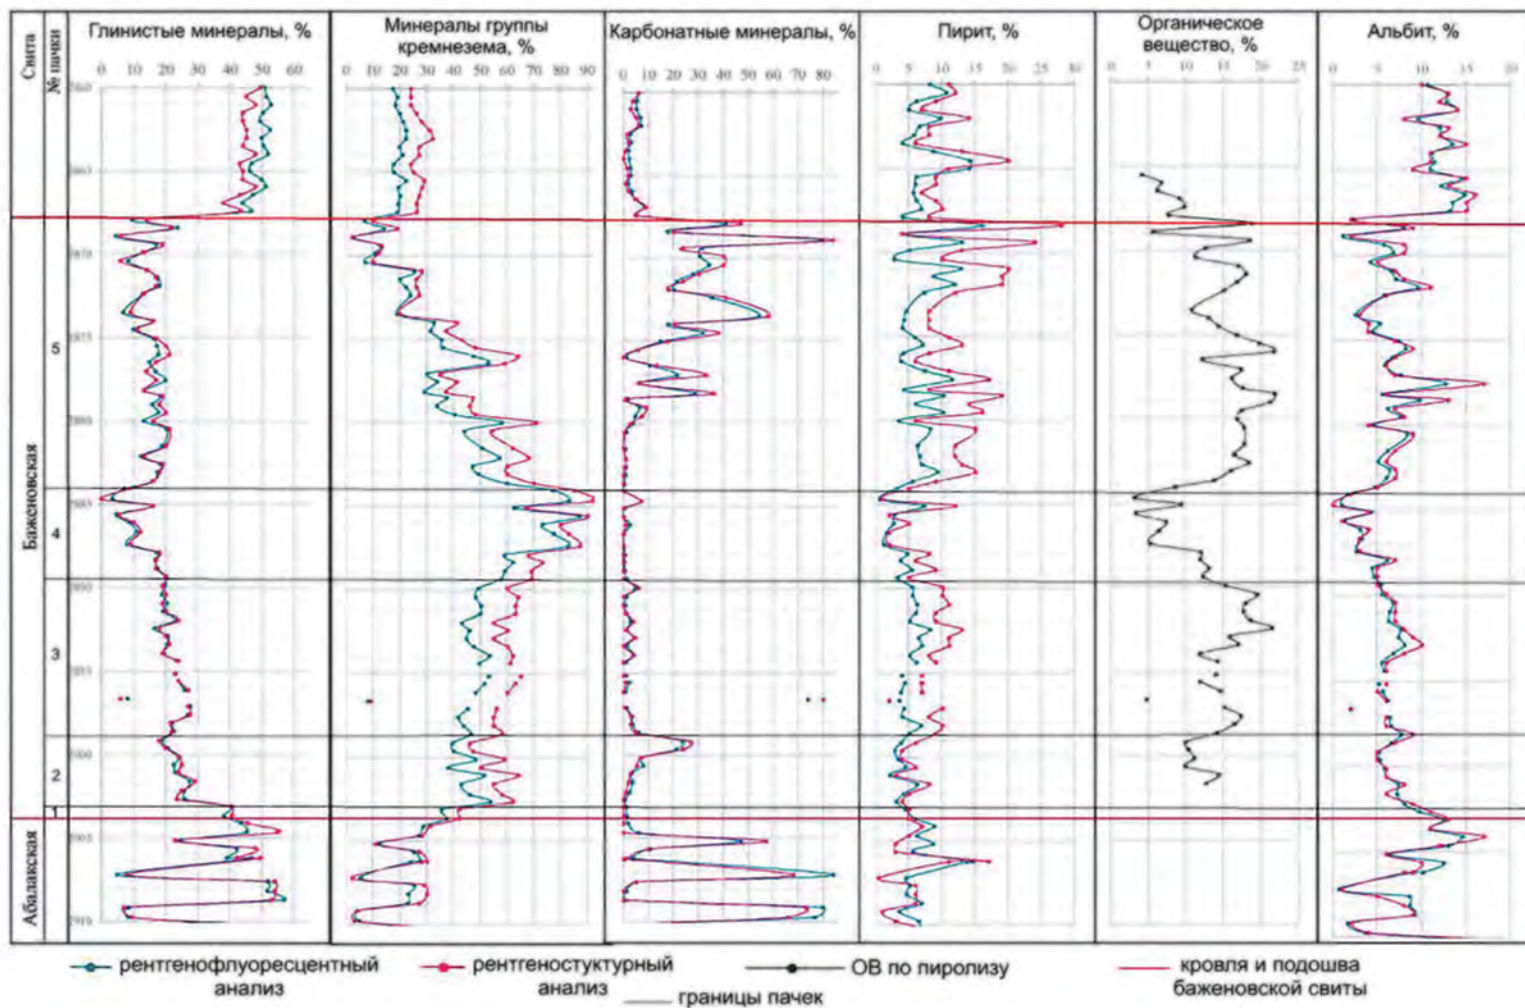 Свита
№ пачки
Глинистые минералы, %
Минералы группы
кремнезема, %
Карбонатные минералы, %
Пирит, %
Органическое
вещество, %
Альбит, %
0 10 20 30 40 50 60
0 10 20 30 40 50 60 70 80 90
0 10 20 30 40 50 60 70 80
0 5 10 15 20 25 30
0 5 10 15 20 25
0 5 10 15 20
Баженовская
5
4
3
2
1
Абалакская
рентгенофлуоресцентный
анализ
рентгеностуктурный
анализ
ОВ по пиролизу
границы пачек
кровля и подошва
баженовской свиты